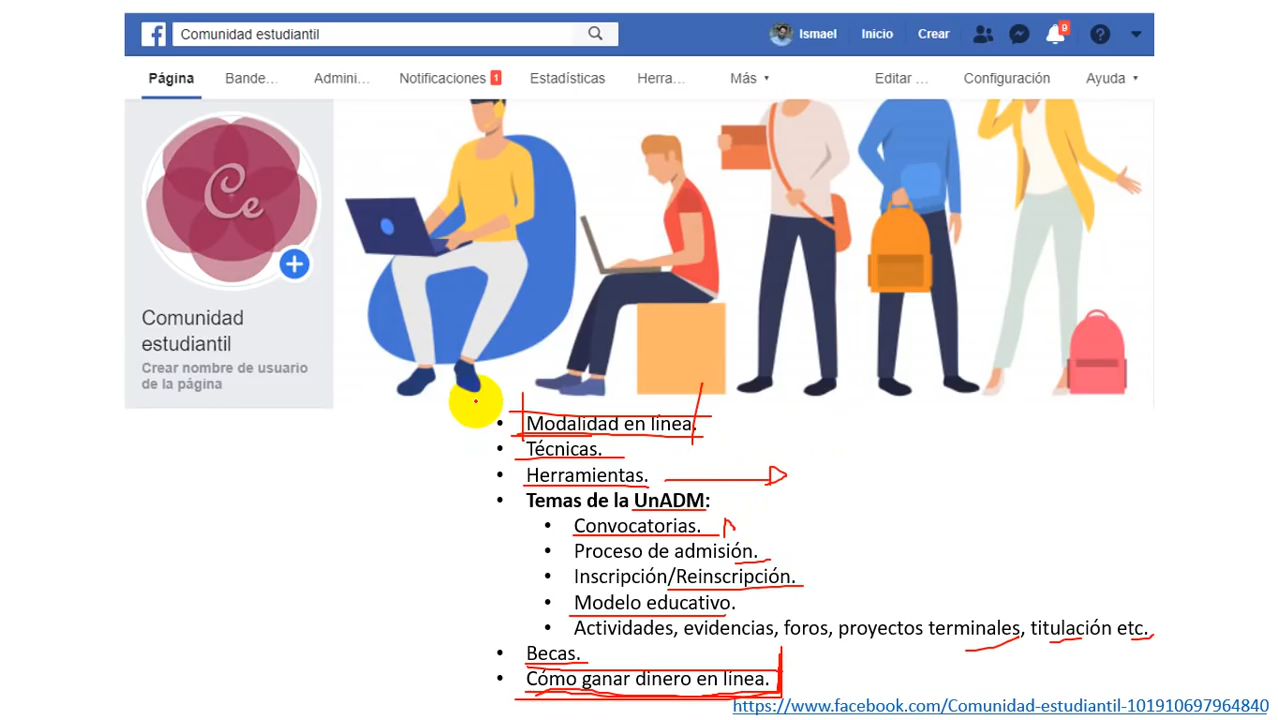 Comunidad estudiantil
Ismael Inicio Crear 9 ?
Página Bande... Admini... Notificaciones 1 Estadísticas Herra... Más Editar ... Configuración Ayuda
Ce
Comunidad
estudiantil
Crear nombre de usuario
de la página
• Modalidad en línea.
• Técnicas.
• Herramientas.
• Temas de la UnADM:
• Convocatorias.
• Proceso de admisión.
• Inscripción/Reinscripción.
• Modelo educativo.
• Actividades, evidencias, foros, proyectos terminales, titulación etc.
• Becas.
• Cómo ganar dinero en línea.
https://www.facebook.com/Comunidad-estudiantil-101910697964840